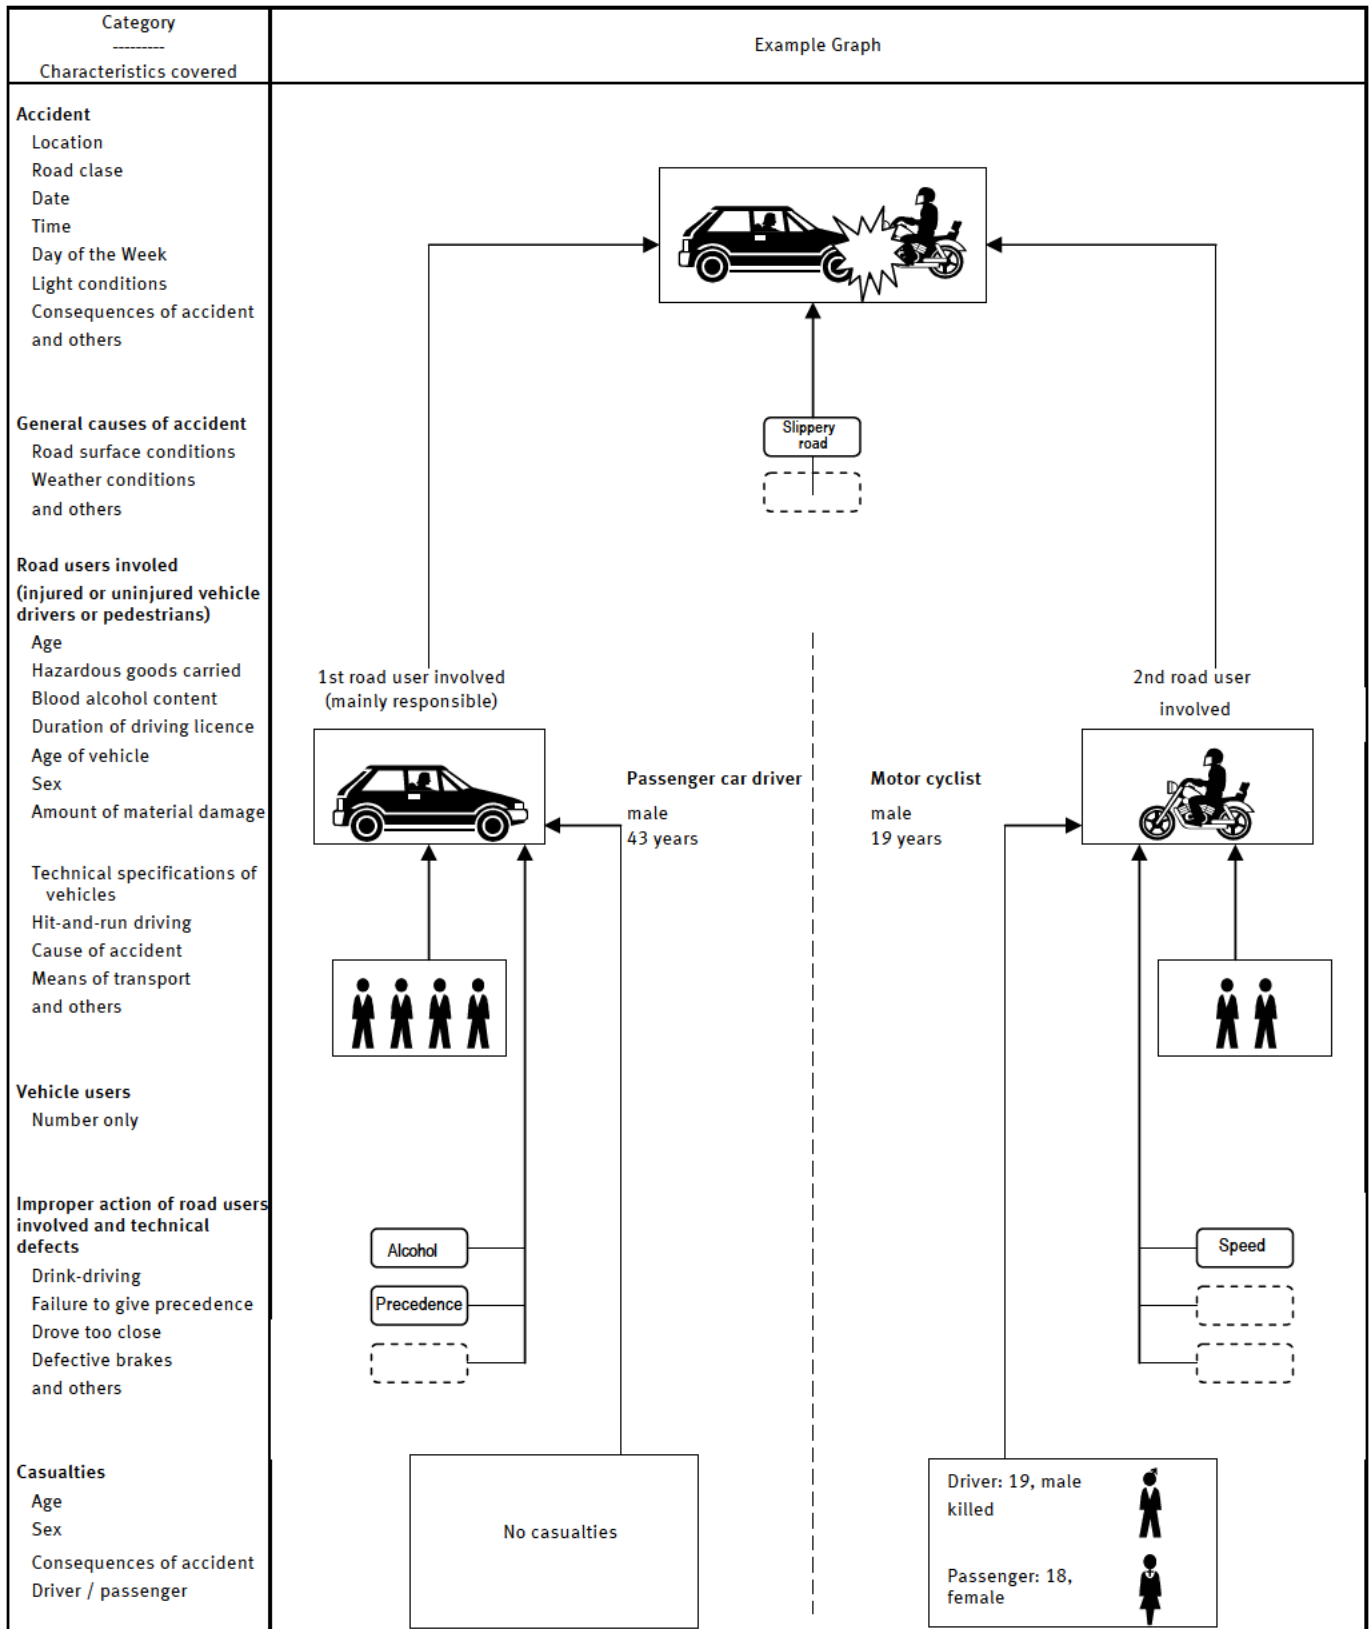 Category
---------
Characteristics covered
Example Graph
Accident
Location
Road clase
Date
Time
Day of the Week
Light conditions
Consequences of accident
and others
General causes of accident
Road surface conditions
Weather conditions
and others
Road users involed
(injured or uninjured vehicle
drivers or pedestrians)
Age
Hazardous goods carried
Blood alcohol content
Duration of driving licence
Age of vehicle
Sex
Amount of material damage
Technical specifications of
vehicles
Hit-and-run driving
Cause of accident
Means of transport
and others
Vehicle users
Number only
Improper action of road users
involved and technical
defects
Drink-driving
Failure to give precedence
Drove too close
Defective brakes
and others
Casualties
Age
Sex
Consequences of accident
Driver / passenger
Slippery
road
1st road user involved
(mainly responsible)
Passenger car driver
male
43 years
Alcohol
Precedence
No casualties
2nd road user
involved
Motor cyclist
male
19 years
Speed
Driver: 19, male
killed
Passenger: 18,
female